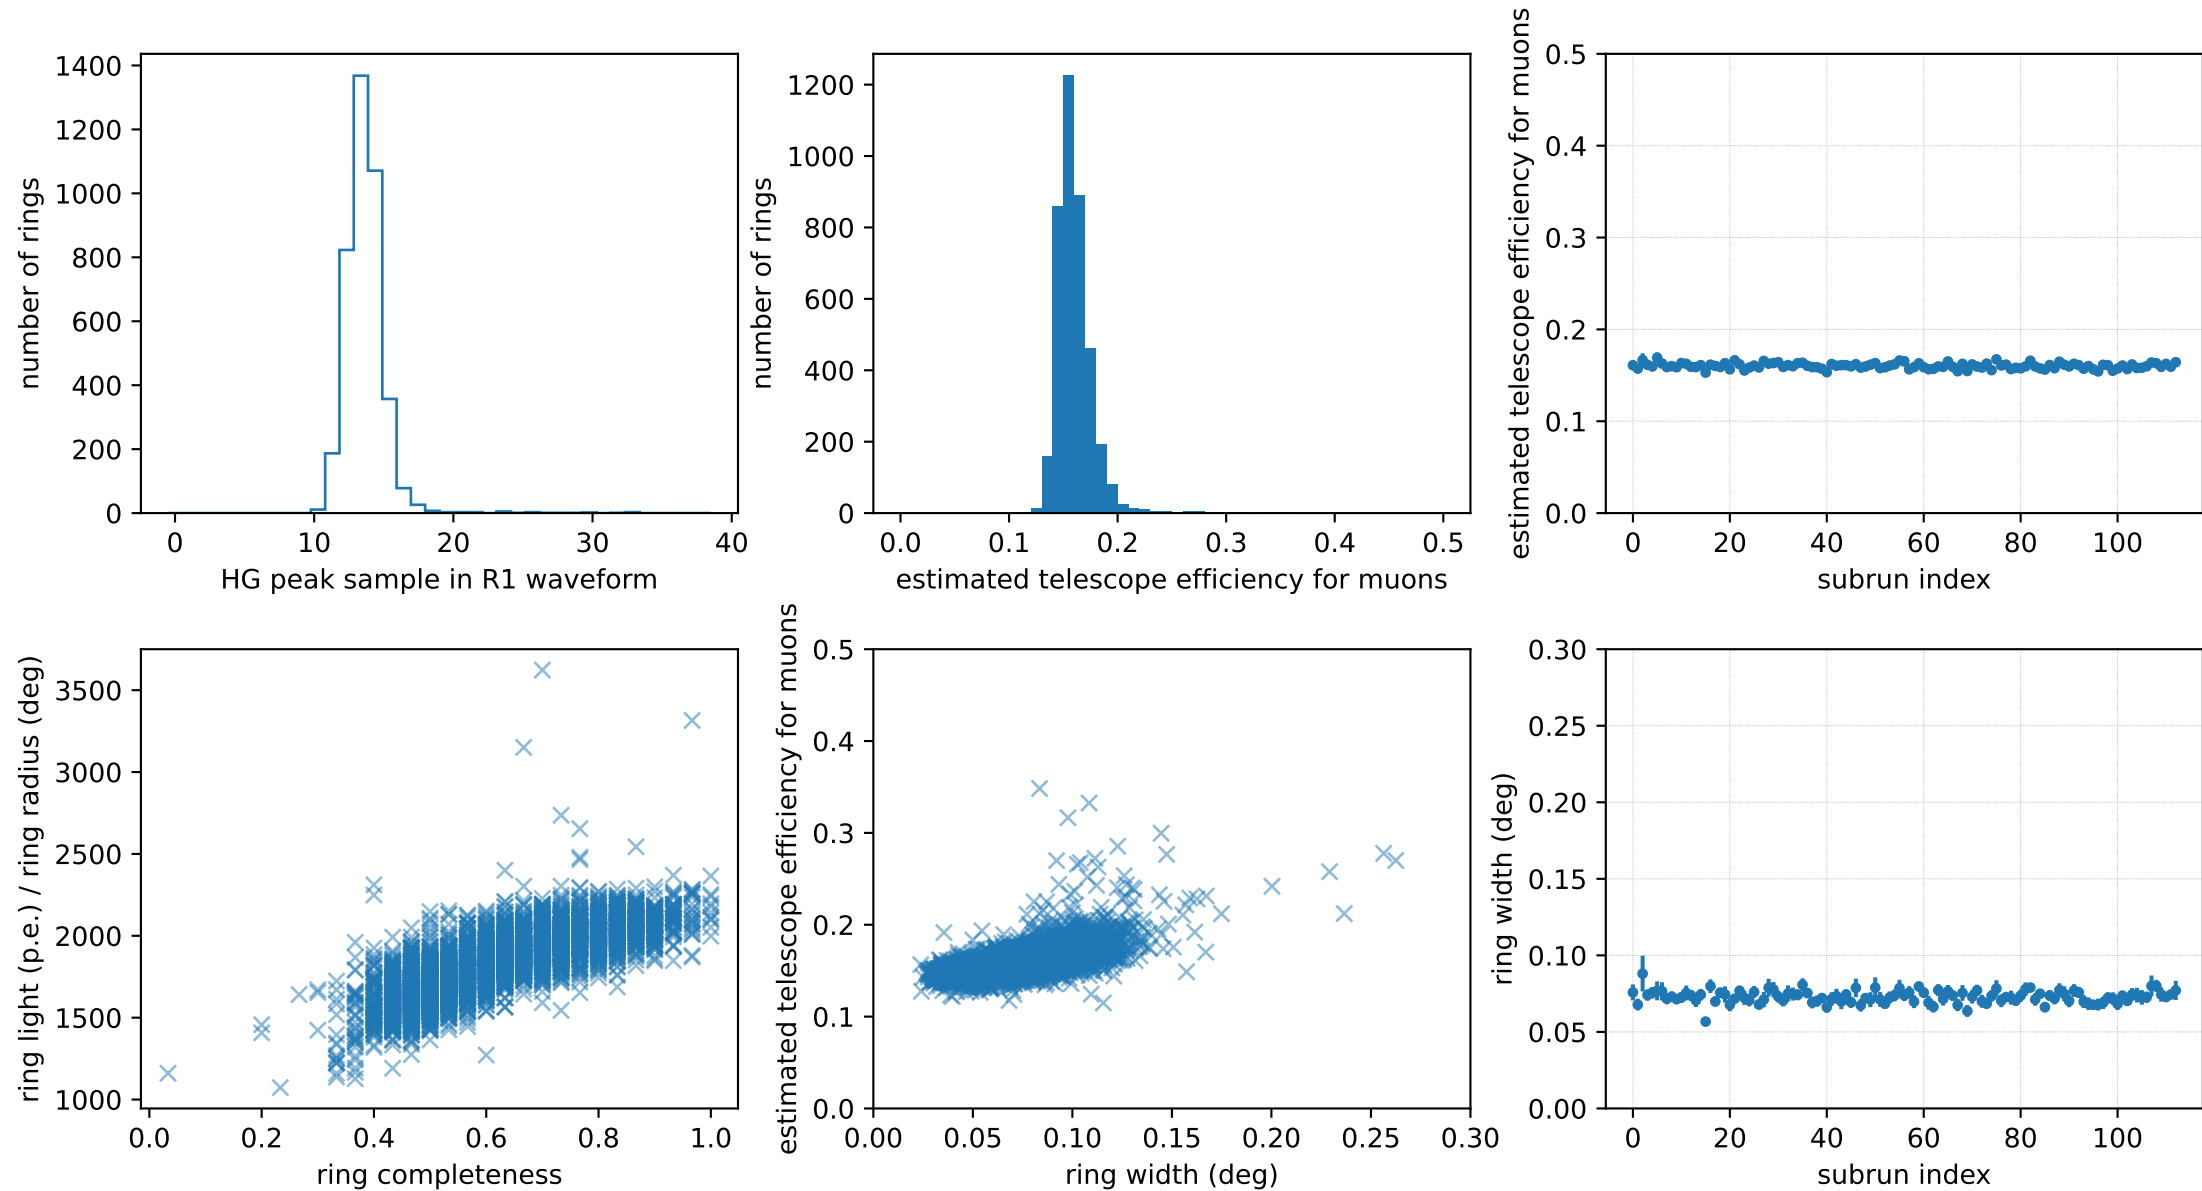 number of rings
1400
1200
1000
800
600
400
200
0
0 10 20 30 40
HG peak sample in R1 waveform
number of rings
1200
1000
800
600
400
200
0
0.0 0.1 0.2 0.3 0.4 0.5
estimated telescope efficiency for muons
estimated telescope efficiency for muons
0.5
0.4
0.3
0.2
0.1
0.0
0 20 40 60 80 100
subrun index
ring light (p.e.) / ring radius (deg)
3500
3000
2500
2000
1500
1000
0.0 0.2 0.4 0.6 0.8 1.0
ring completeness
estimated telescope efficiency for muons
0.5
0.4
0.3
0.2
0.1
0.0
0.00 0.05 0.10 0.15 0.20 0.25 0.30
ring width (deg)
ring width (deg)
0.30
0.25
0.20
0.15
0.10
0.05
0.00
0 20 40 60 80 100
subrun index